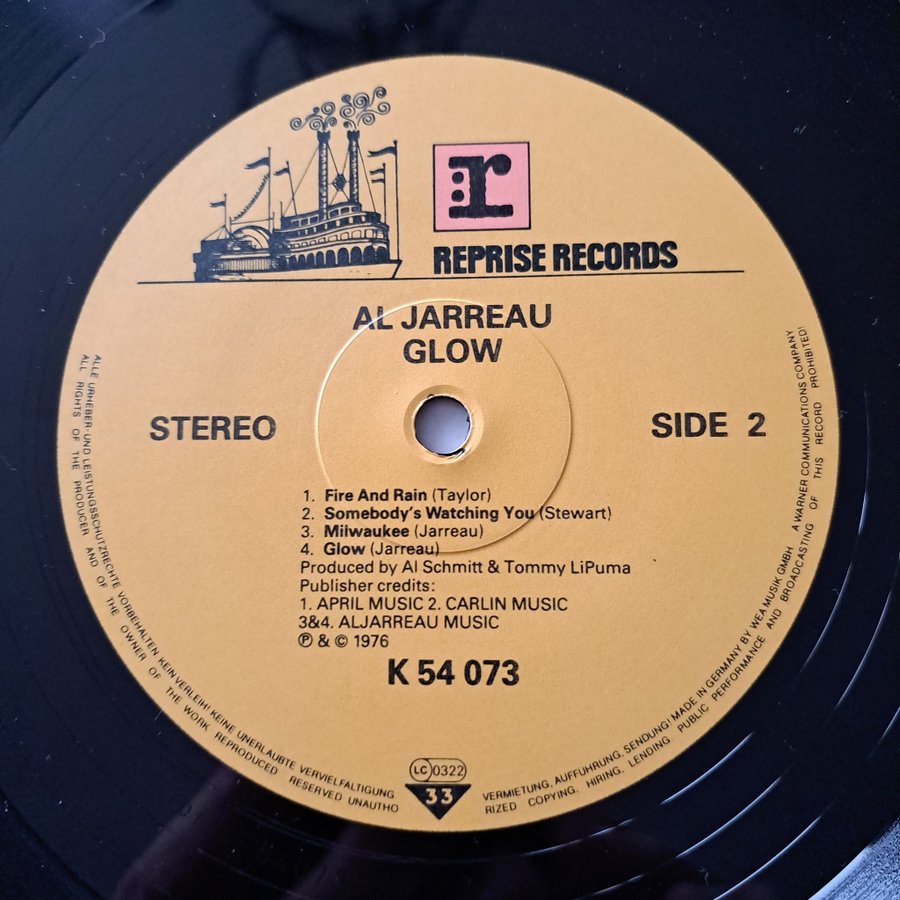 r
REPRISE RECORDS
AL JARREAU
GLOW
STEREO
SIDE 2
1. Fire And Rain (Taylor)
2. Somebody's Watching You (Stewart)
3. Milwaukee (Jarreau)
4. Glow (Jarreau)
Produced by Al Schmitt & Tommy LiPuma
Publisher credits:
1. APRIL MUSIC 2. CARLIN MUSIC
3&4. ALJARREAU MUSIC
℗ & © 1976
K 54 073
LC 0322
33
ALLE URHEBER- UND LEISTUNGSSCHUTZRECHTE VORBEHALTEN KEIN VERLEIH! KEINE UNERLAUBTE VERVIELFALTIGUNG VERMIETUNG, AUFFUHRUNG, SENDUNG! MADE IN GERMANY BY WEA MUSIK GMBH A WARNER COMMUNICATIONS COMPANY
ALL RIGHTS OF THE PRODUCER AND OF THE OWNER OF THE WORK REPRODUCED RESERVED UNAUTHO RIZED COPYING, HIRING, LENDING PUBLIC PERFORMANCE AND BROADCASTING OF THIS RECORD PROHIBITED!